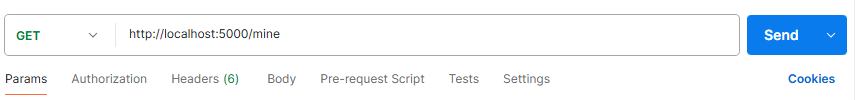 GET http://localhost:5000/mine Send
Params Authorization Headers (6) Body Pre-request Script Tests Settings Cookies